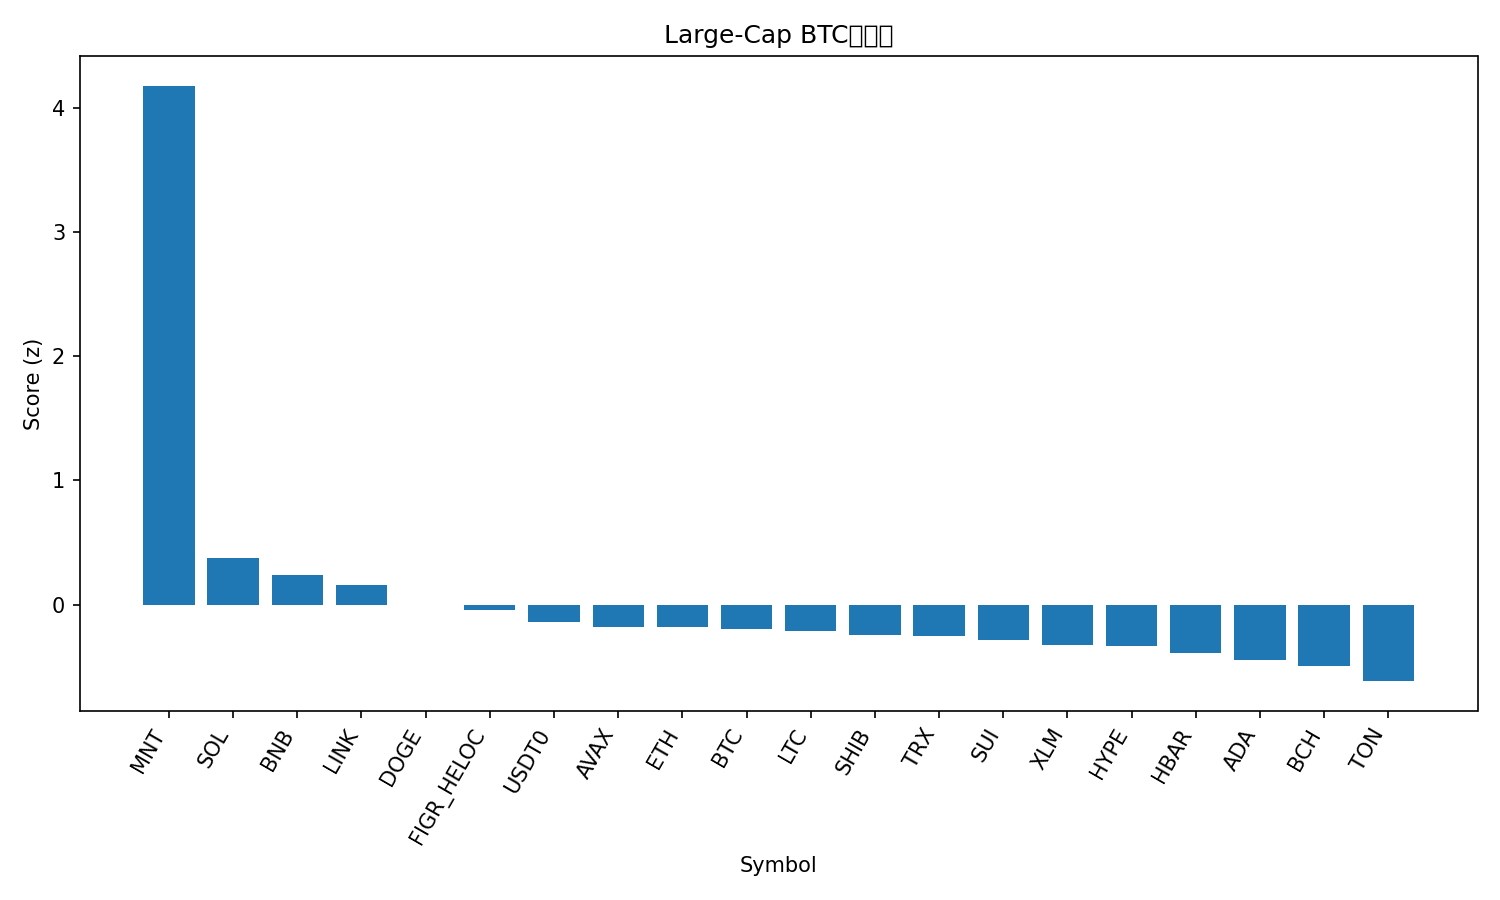 Large-Cap BTC
4
3
2
1
0
Score (z)
MNT
SOL
BNB
LINK
DOGE
FIGR_HELOC
USDT0
AVAX
ETH
BTC
LTC
SHIB
TRX
SUI
XLM
HYPE
HBAR
ADA
BCH
TON
Symbol